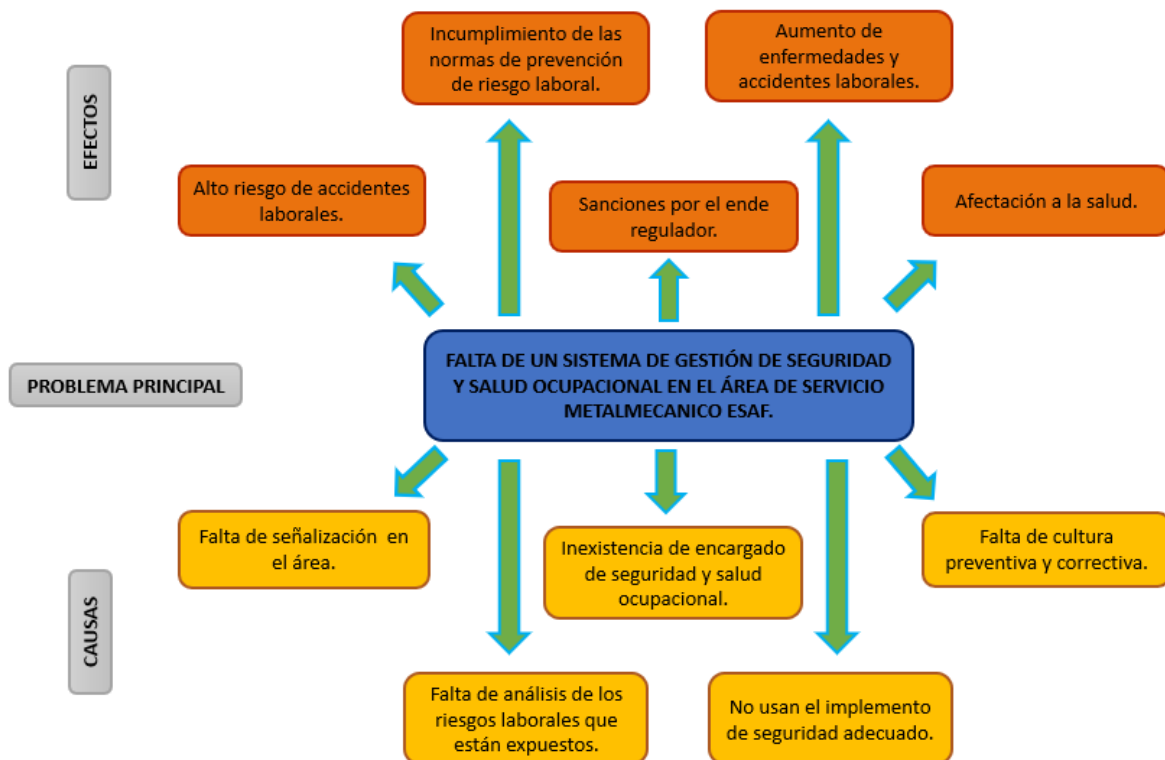 EFECTOS
Incumplimiento de las
normas de prevención
de riesgo laboral.
Aumento de
enfermedades y
accidentes laborales.
Alto riesgo de accidentes
laborales.
Sanciones por el ende
regulador.
Afectación a la salud.
PROBLEMA PRINCIPAL
FALTA DE UN SISTEMA DE GESTIÓN DE SEGURIDAD
Y SALUD OCUPACIONAL EN EL ÁREA DE SERVICIO
METALMECANICO ESAF.
CAUSAS
Falta de señalización en
el área.
Inexistencia de encargado
de seguridad y salud
ocupacional.
Falta de cultura
preventiva y correctiva.
Falta de análisis de los
riesgos laborales que
están expuestos.
No usan el implemento
de seguridad adecuado.